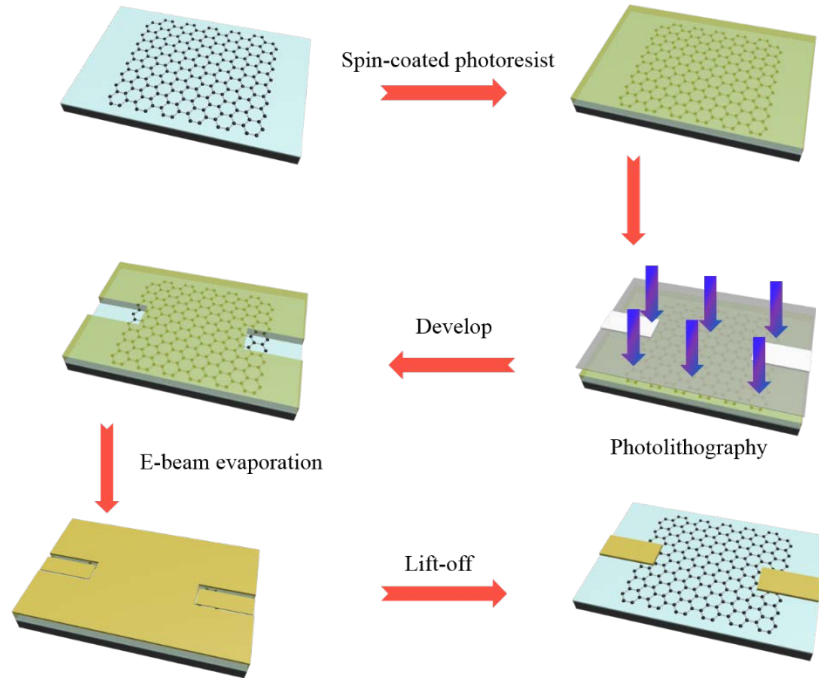 Spin-coated photoresist
Develop
Photolithography
E-beam evaporation
Lift-off